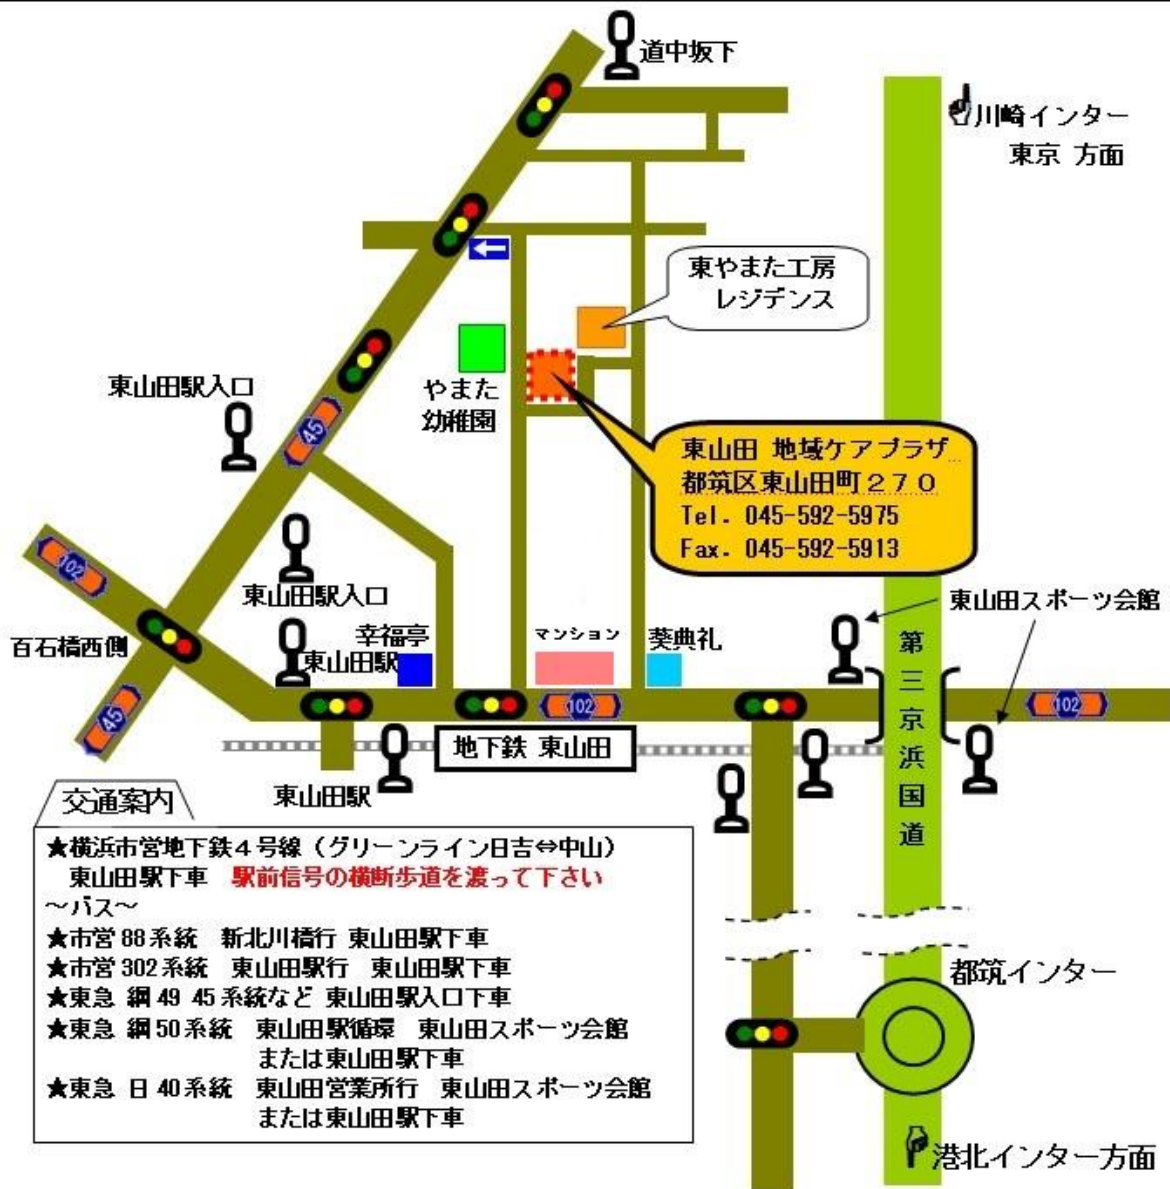 道中坂下
川崎インター
東京 方面
東やまた工房
レジデンス
やまた
幼稚園
東山田駅入口
45
東山田 地域ケアプラザ
都筑区東山田町270
Tel. 045-592-5975
Fax. 045-592-5913
102
東山田駅入口
東山田スポーツ会館
百石橋西側
幸福亭
マンション
葵典礼
東山田駅
第三京浜国道
45
102
102
地下鉄 東山田
東山田駅
交通案内
★横浜市営地下鉄4号線（グリーンライン日吉⇔中山）
東山田駅下車 駅前信号の横断歩道を渡って下さい
～バス～
★市営88系統 新北川橋行 東山田駅下車
★市営302系統 東山田駅行 東山田駅下車
★東急 綱49 45系統など 東山田駅入口下車
★東急 綱50系統 東山田駅循環 東山田スポーツ会館
または東山田駅下車
★東急 日40系統 東山田営業所行 東山田スポーツ会館
または東山田駅下車
都筑インター
港北インター方面